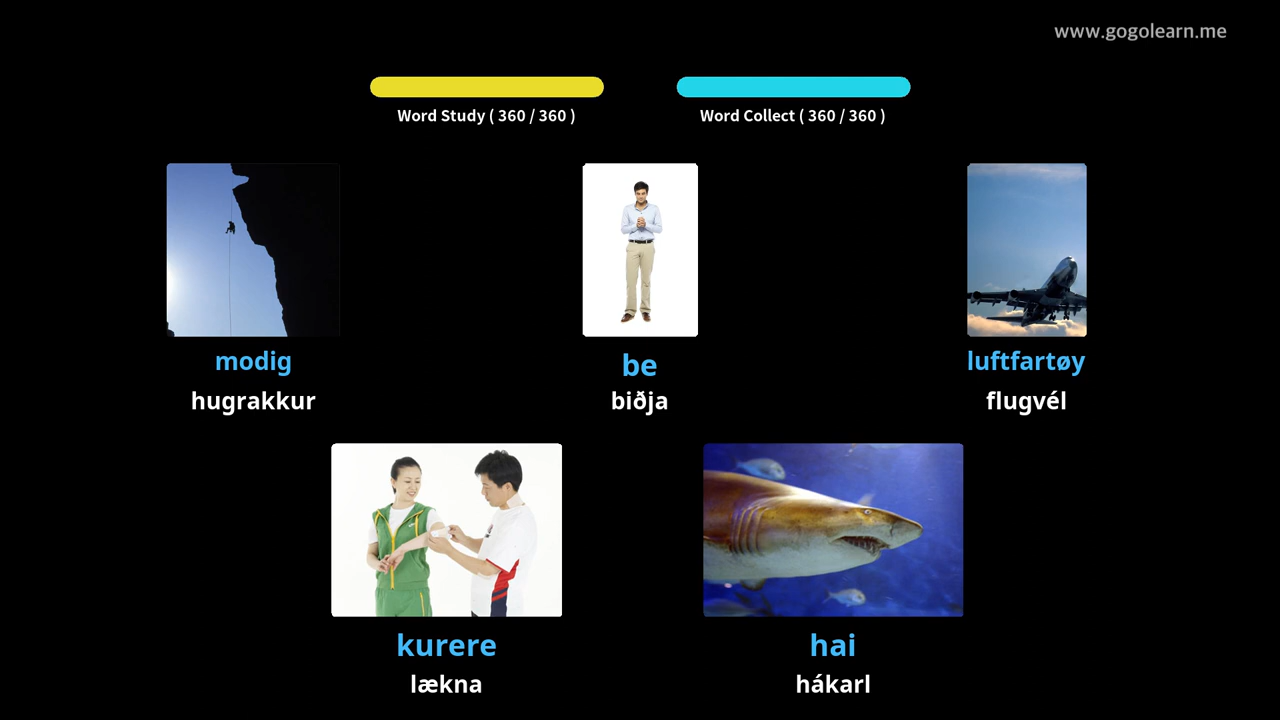 www.gogolearn.me
Word Study ( 360 / 360 )
Word Collect ( 360 / 360 )
modig
hugrakkur
be
biðja
luftfartøy
flugvél
kurere
lækna
hai
hákarl